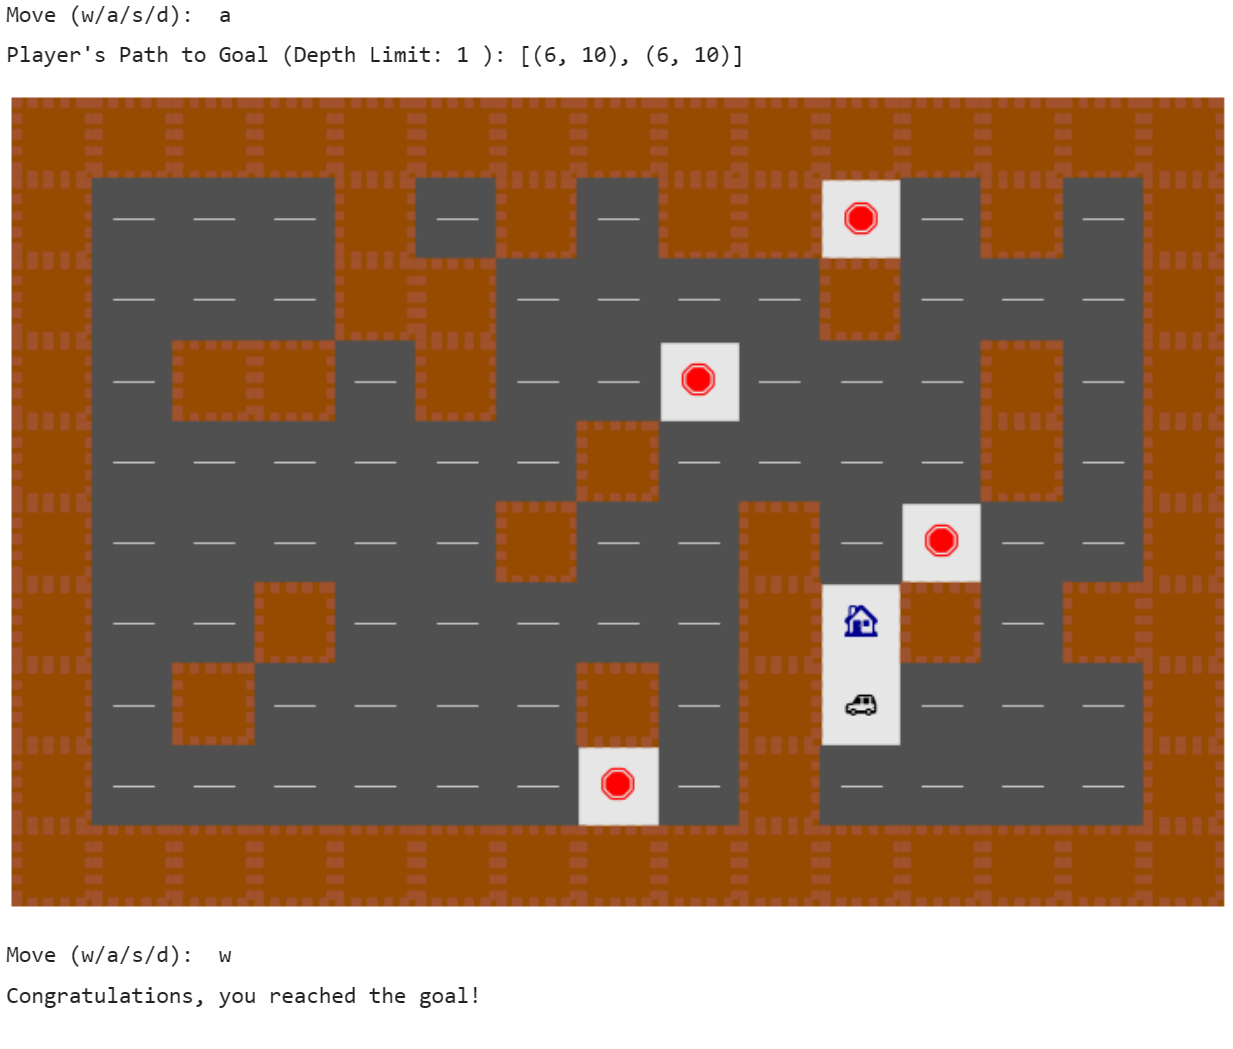 Move (w/a/s/d):  a
Player's Path to Goal (Depth Limit: 1 ): [(6, 10), (6, 10)]
Move (w/a/s/d):  w
Congratulations, you reached the goal!